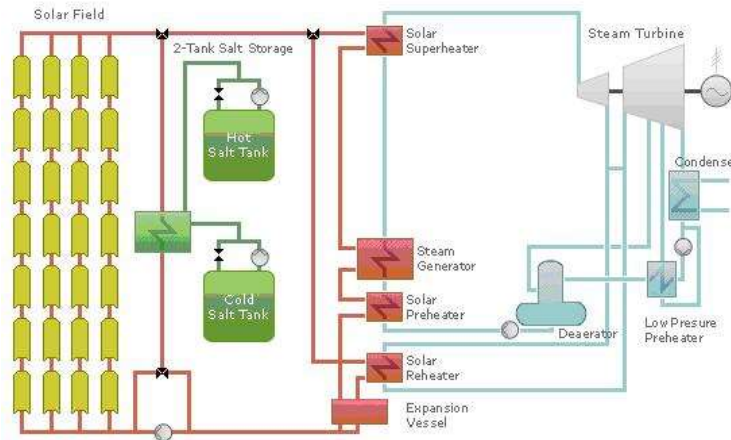 Solar Field
2-Tank Salt Storage
Solar
Superheater
Steam Turbine
Hot
Salt Tank
Condense
Steam
Generator
Cold
Salt Tank
Solar
Preheater
Deaerator
Low Presure
Preheater
Solar
Reheater
Expansion
Vessel